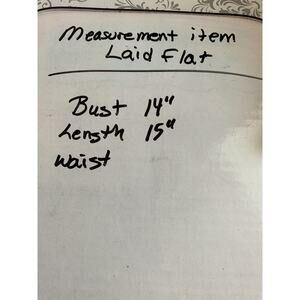 Measurement item
Laid Flat
Bust 14"
Length 15"
waist